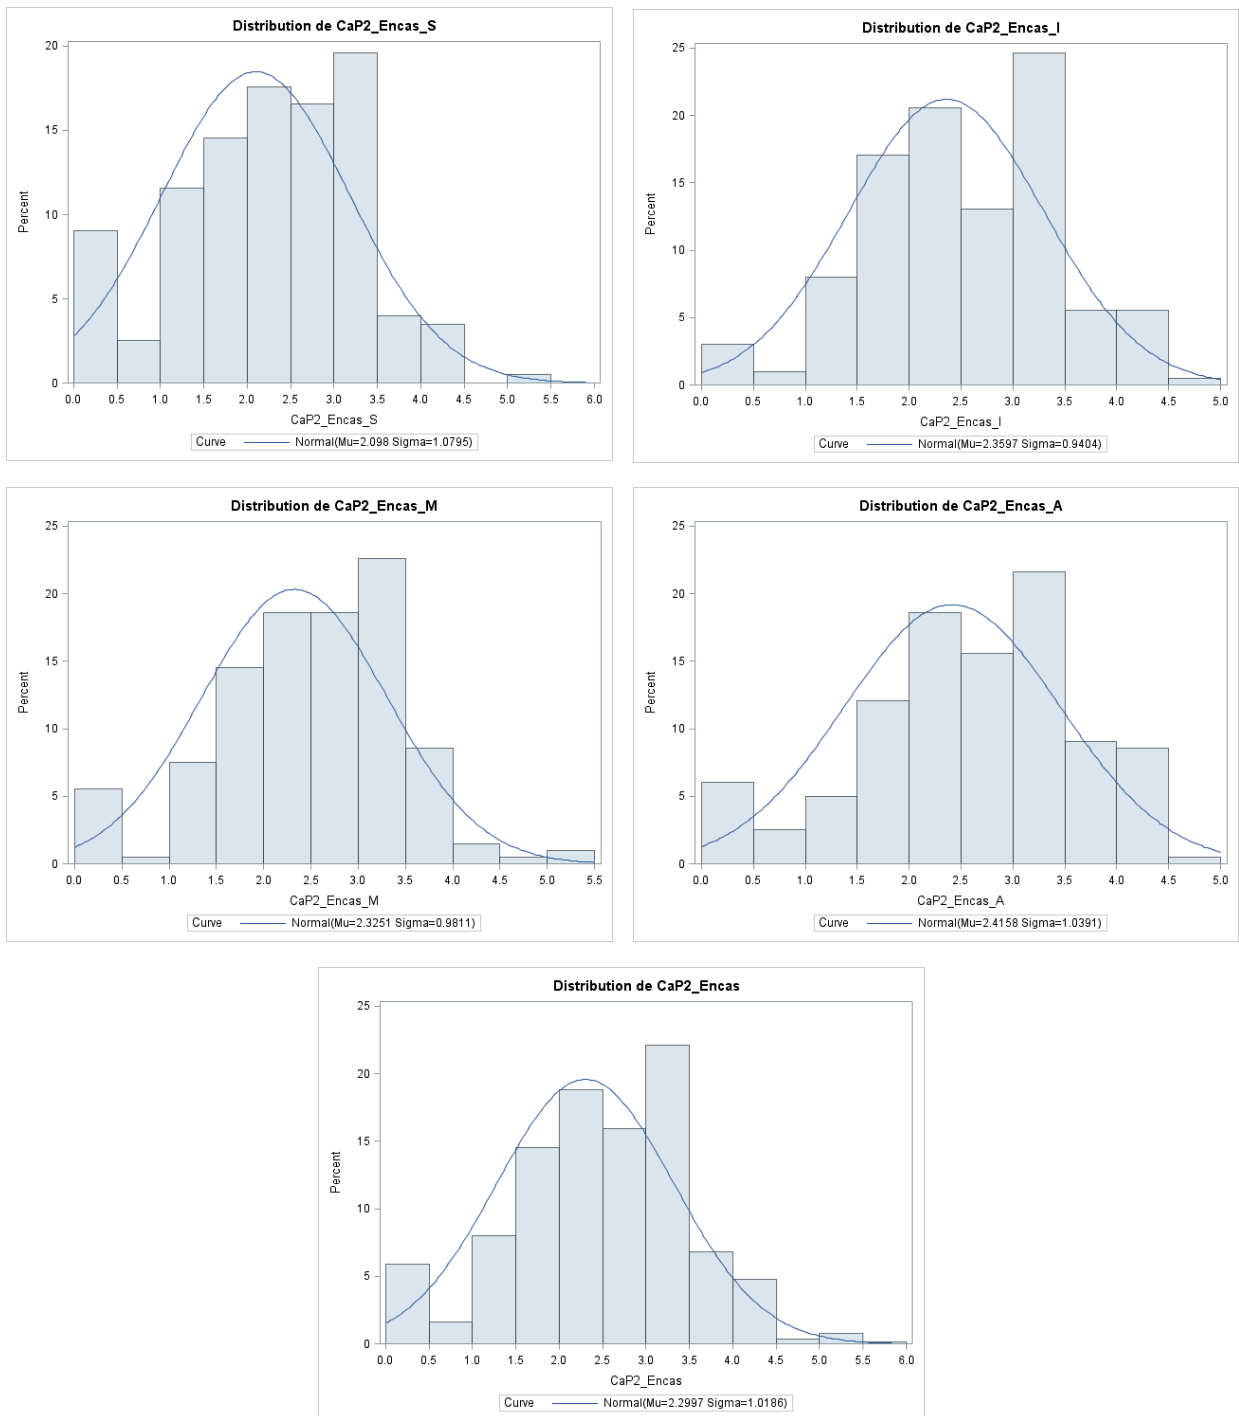 Distribution de CaP2_Encas_S
20
15
10
5
0
Percent
0.0 0.5 1.0 1.5 2.0 2.5 3.0 3.5 4.0 4.5 5.0 5.5 6.0
CaP2_Encas_S
Curve Normal(Mu=2.098 Sigma=1.0795)
Distribution de CaP2_Encas_I
25
20
15
10
5
0
Percent
0.0 0.5 1.0 1.5 2.0 2.5 3.0 3.5 4.0 4.5 5.0
CaP2_Encas_I
Curve Normal(Mu=2.3597 Sigma=0.9404)
Distribution de CaP2_Encas_M
25
20
15
10
5
0
Percent
0.0 0.5 1.0 1.5 2.0 2.5 3.0 3.5 4.0 4.5 5.0 5.5
CaP2_Encas_M
Curve Normal(Mu=2.3251 Sigma=0.9811)
Distribution de CaP2_Encas_A
25
20
15
10
5
0
Percent
0.0 0.5 1.0 1.5 2.0 2.5 3.0 3.5 4.0 4.5 5.0
CaP2_Encas_A
Curve Normal(Mu=2.4158 Sigma=1.0391)
Distribution de CaP2_Encas
25
20
15
10
5
0
Percent
0.0 0.5 1.0 1.5 2.0 2.5 3.0 3.5 4.0 4.5 5.0 5.5 6.0
CaP2_Encas
Curve Normal(Mu=2.2997 Sigma=1.0186)